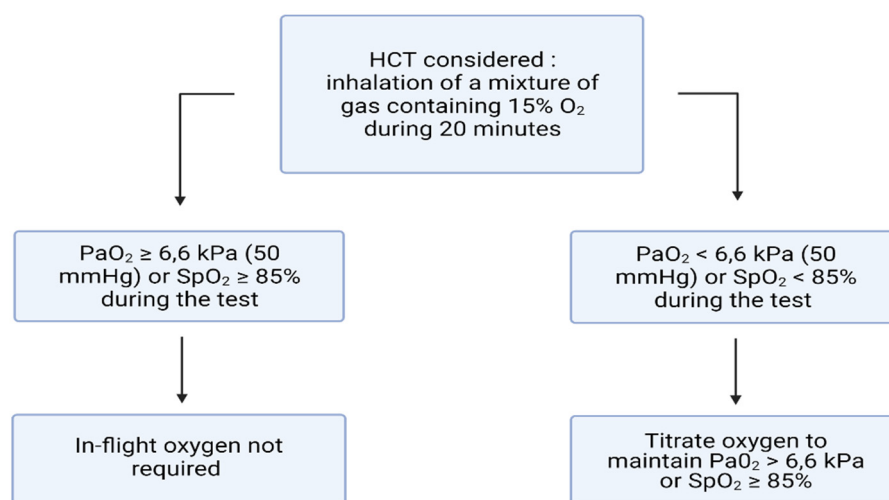 HCT considered :
inhalation of a mixture of
gas containing 15% O₂
during 20 minutes
PaO₂ ≥ 6,6 kPa (50
mmHg) or SpO₂ ≥ 85%
during the test
PaO₂ < 6,6 kPa (50
mmHg) or SpO₂ < 85%
during the test
In-flight oxygen not
required
Titrate oxygen to
maintain Pa0₂ > 6,6 kPa
or SpO₂ ≥ 85%